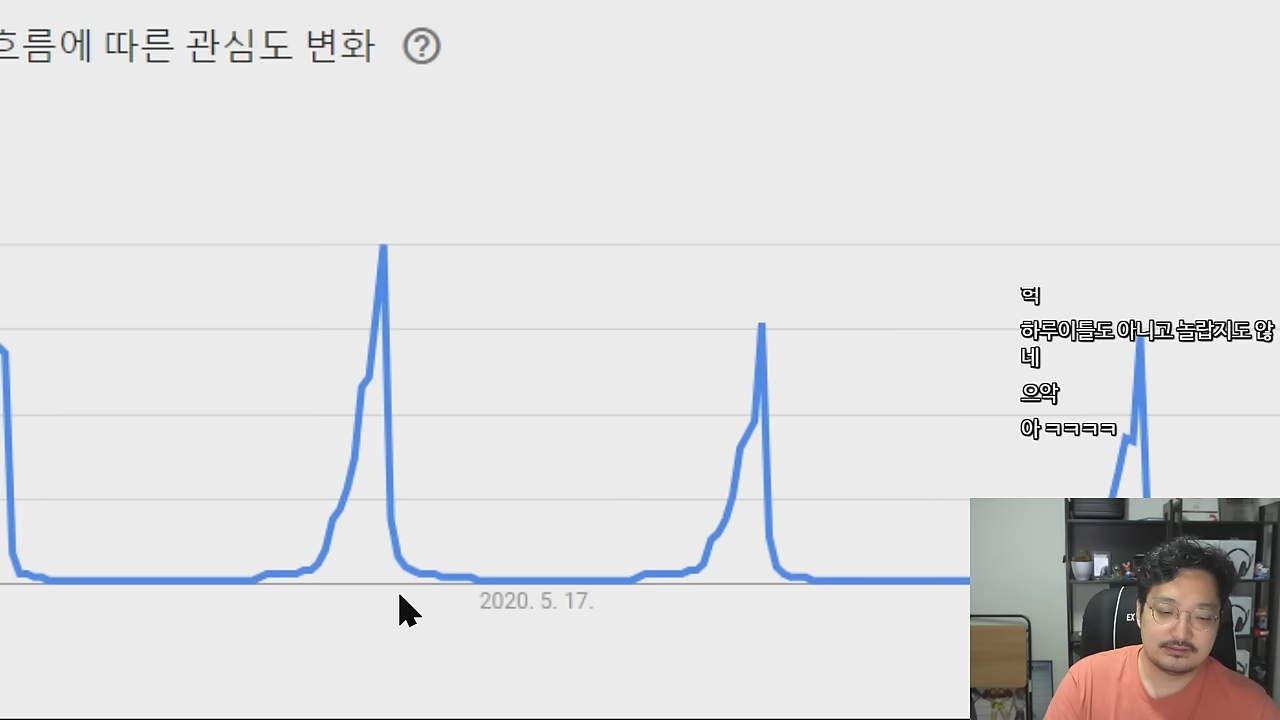 흐름에 따른 관심도 변화
헉
하루이틀도 아니고 놀랍지도 않
네
으악
아 ㅋㅋㅋㅋ
2020. 5. 17.
EX